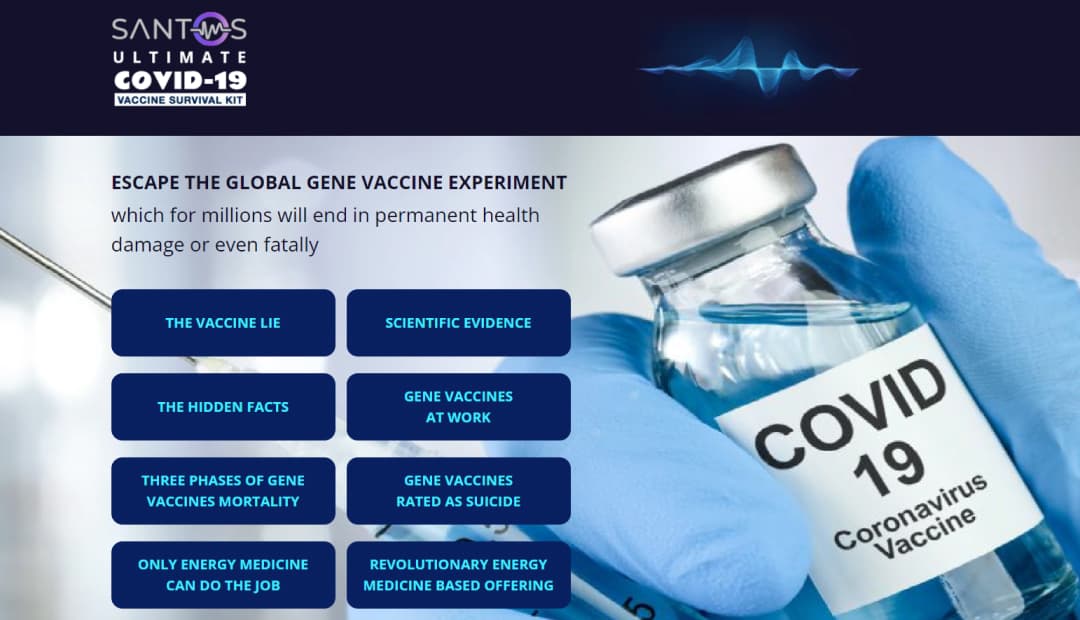 SANTOS
ULTIMATE
COVID-19
VACCINE SURVIVAL KIT
ESCAPE THE GLOBAL GENE VACCINE EXPERIMENT
which for millions will end in permanent health
damage or even fatally
THE VACCINE LIE
SCIENTIFIC EVIDENCE
THE HIDDEN FACTS
GENE VACCINES
AT WORK
THREE PHASES OF GENE
VACCINES MORTALITY
GENE VACCINES
RATED AS SUICIDE
ONLY ENERGY MEDICINE
CAN DO THE JOB
REVOLUTIONARY ENERGY
MEDICINE BASED OFFERING
COVID
19
Coronavirus
Vaccine